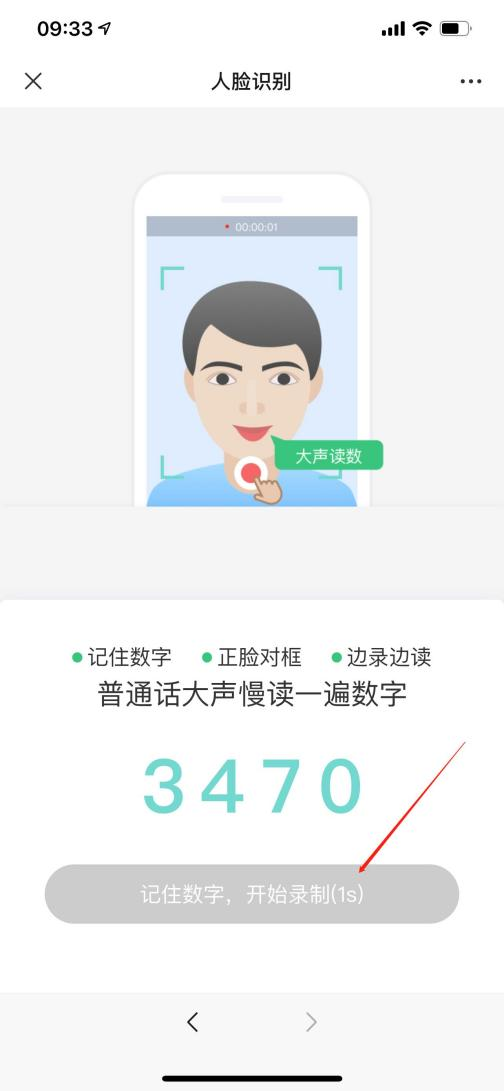 09:33
人脸识别
00:00:01
大声读数
记住数字 正脸对框 边录边读
普通话大声慢读一遍数字
3470
记住数字，开始录制(1s)